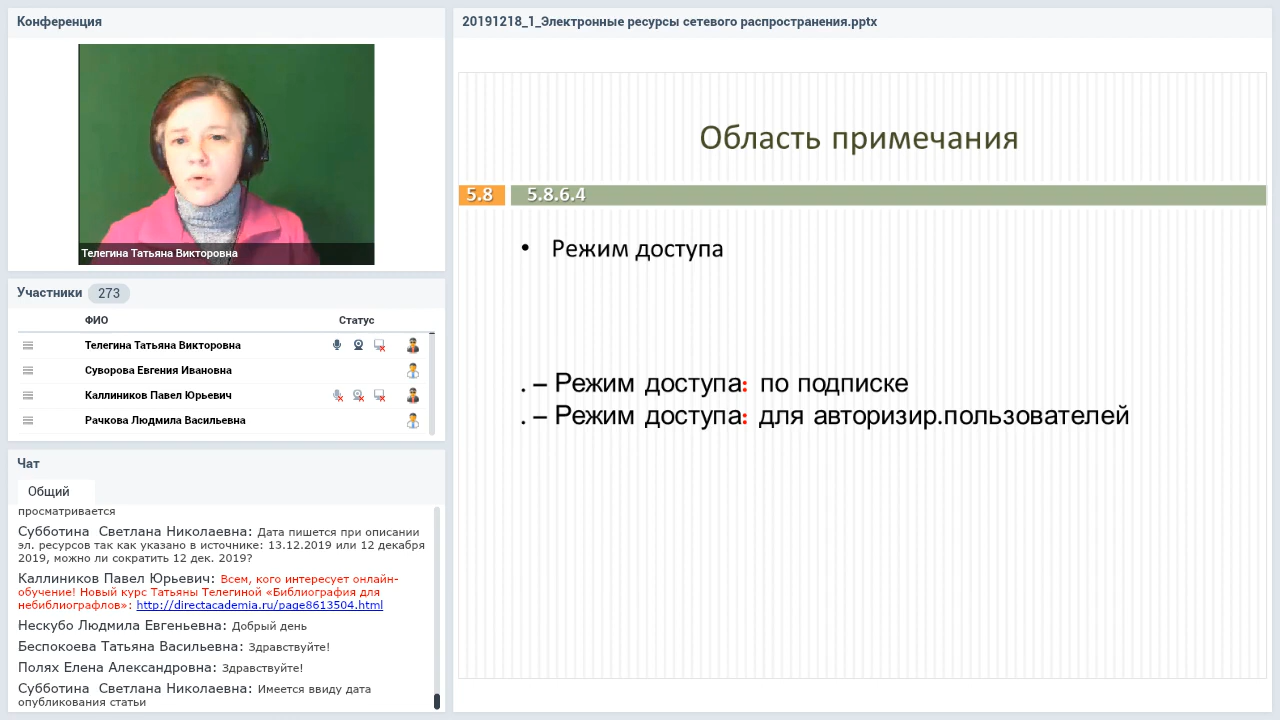 Конференция
Телегина Татьяна Викторовна
Участники 273
ФИО Статус
Телегина Татьяна Викторовна
Суворова Евгения Ивановна
Каллиников Павел Юрьевич
Рачкова Людмила Васильевна
Чат
Общий
просматривается
Субботина Светлана Николаевна: Дата пишется при описании
эл. ресурсов так как указано в источнике: 13.12.2019 или 12 декабря
2019, можно ли сократить 12 дек. 2019?
Каллиников Павел Юрьевич: Всем, кого интересует онлайн-
обучение! Новый курс Татьяны Телегиной «Библиография для
небиблиографлов»: http://directacademia.ru/page8613504.html
Нескубо Людмила Евгеньевна: Добрый день
Беспокоева Татьяна Васильевна: Здравствуйте!
Полях Елена Александровна: Здравствуйте!
Субботина Светлана Николаевна: Имеется ввиду дата
опубликования статьи
20191218_1_Электронные ресурсы сетевого распространения.pptx
Область примечания
5.8 5.8.6.4
• Режим доступа
. – Режим доступа: по подписке
. – Режим доступа: для авторизир.пользователей